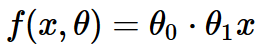 f(x, θ) = θ₀ · θ₁x